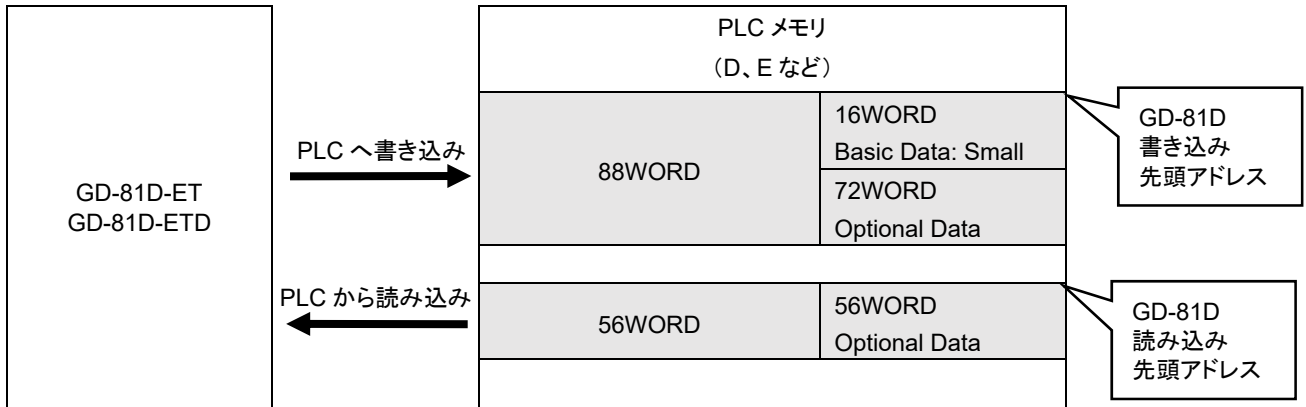 PLC メモリ
(D、E など)
GD-81D-ET
GD-81D-ETD
PLC へ書き込み
88WORD
16WORD
Basic Data: Small
72WORD
Optional Data
GD-81D
書き込み
先頭アドレス
PLC から読み込み
56WORD
56WORD
Optional Data
GD-81D
読み込み
先頭アドレス